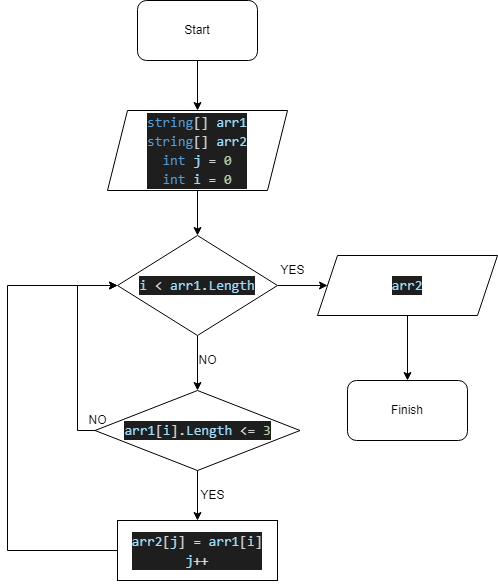 Start
string[] arr1
string[] arr2
int j = 0
int i = 0
i < arr1.Length
YES
arr2
NO
Finish
arr1[i].Length <= 3
NO
YES
arr2[j] = arr1[i]
j++